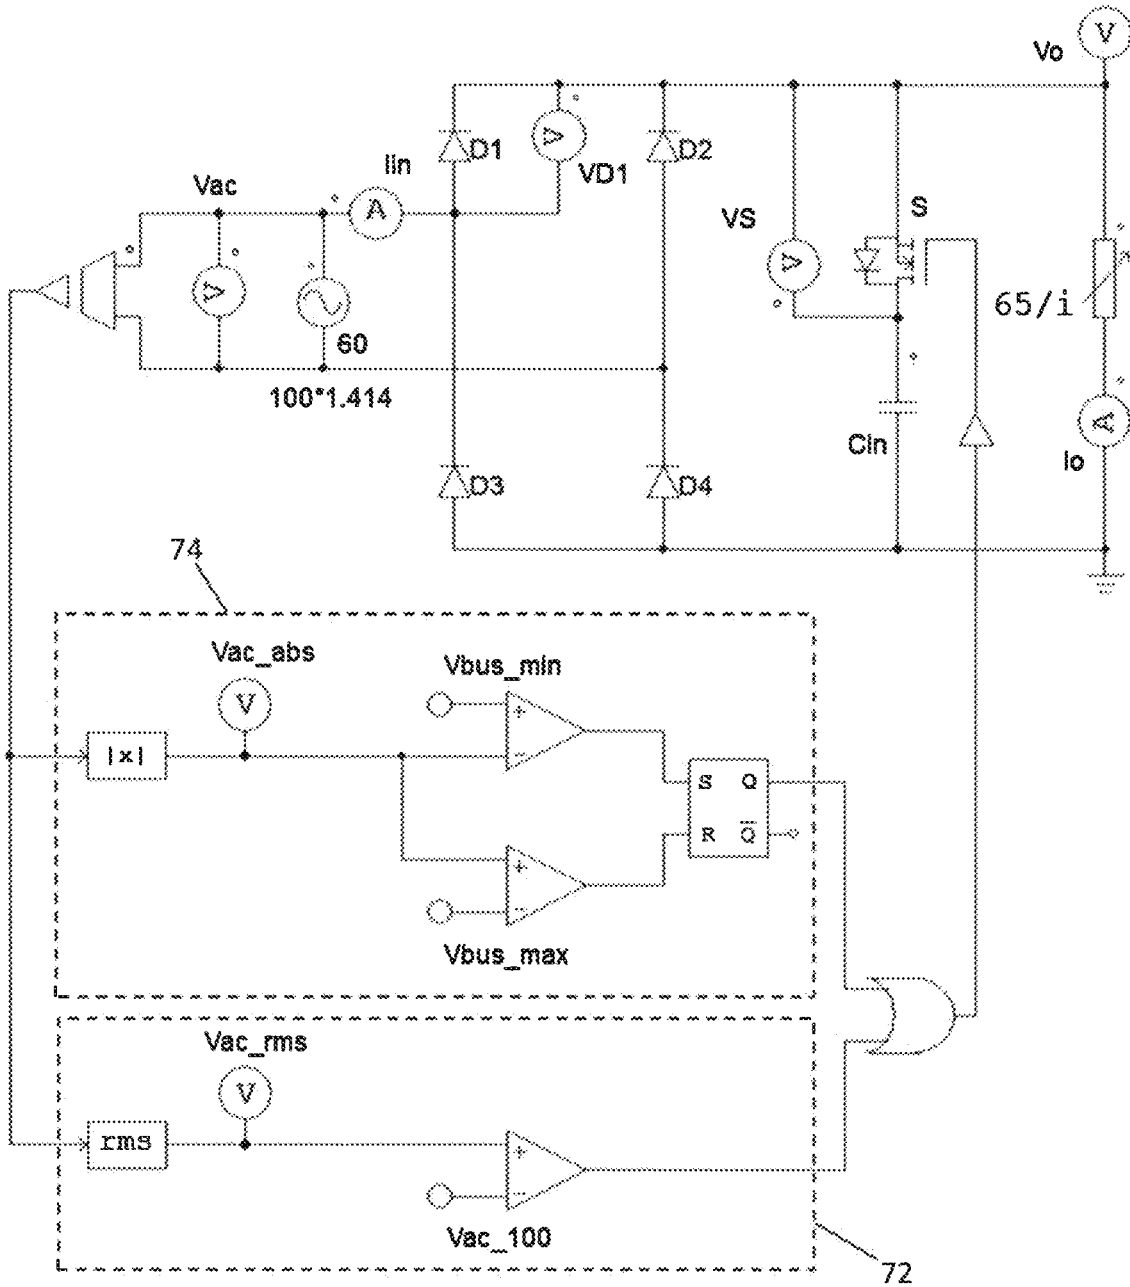 V
Vo
D1
V
D2
VD1
Iin
Vac
A
VS
S
V
V
65/i
60
100*1.414
Cin
A
Io
D3
D4
74
Vac_abs
Vbus_min
V
+
|x|
-
S Q
R Q̅
+
-
Vbus_max
Vac_rms
V
rms
+
-
Vac_100
72